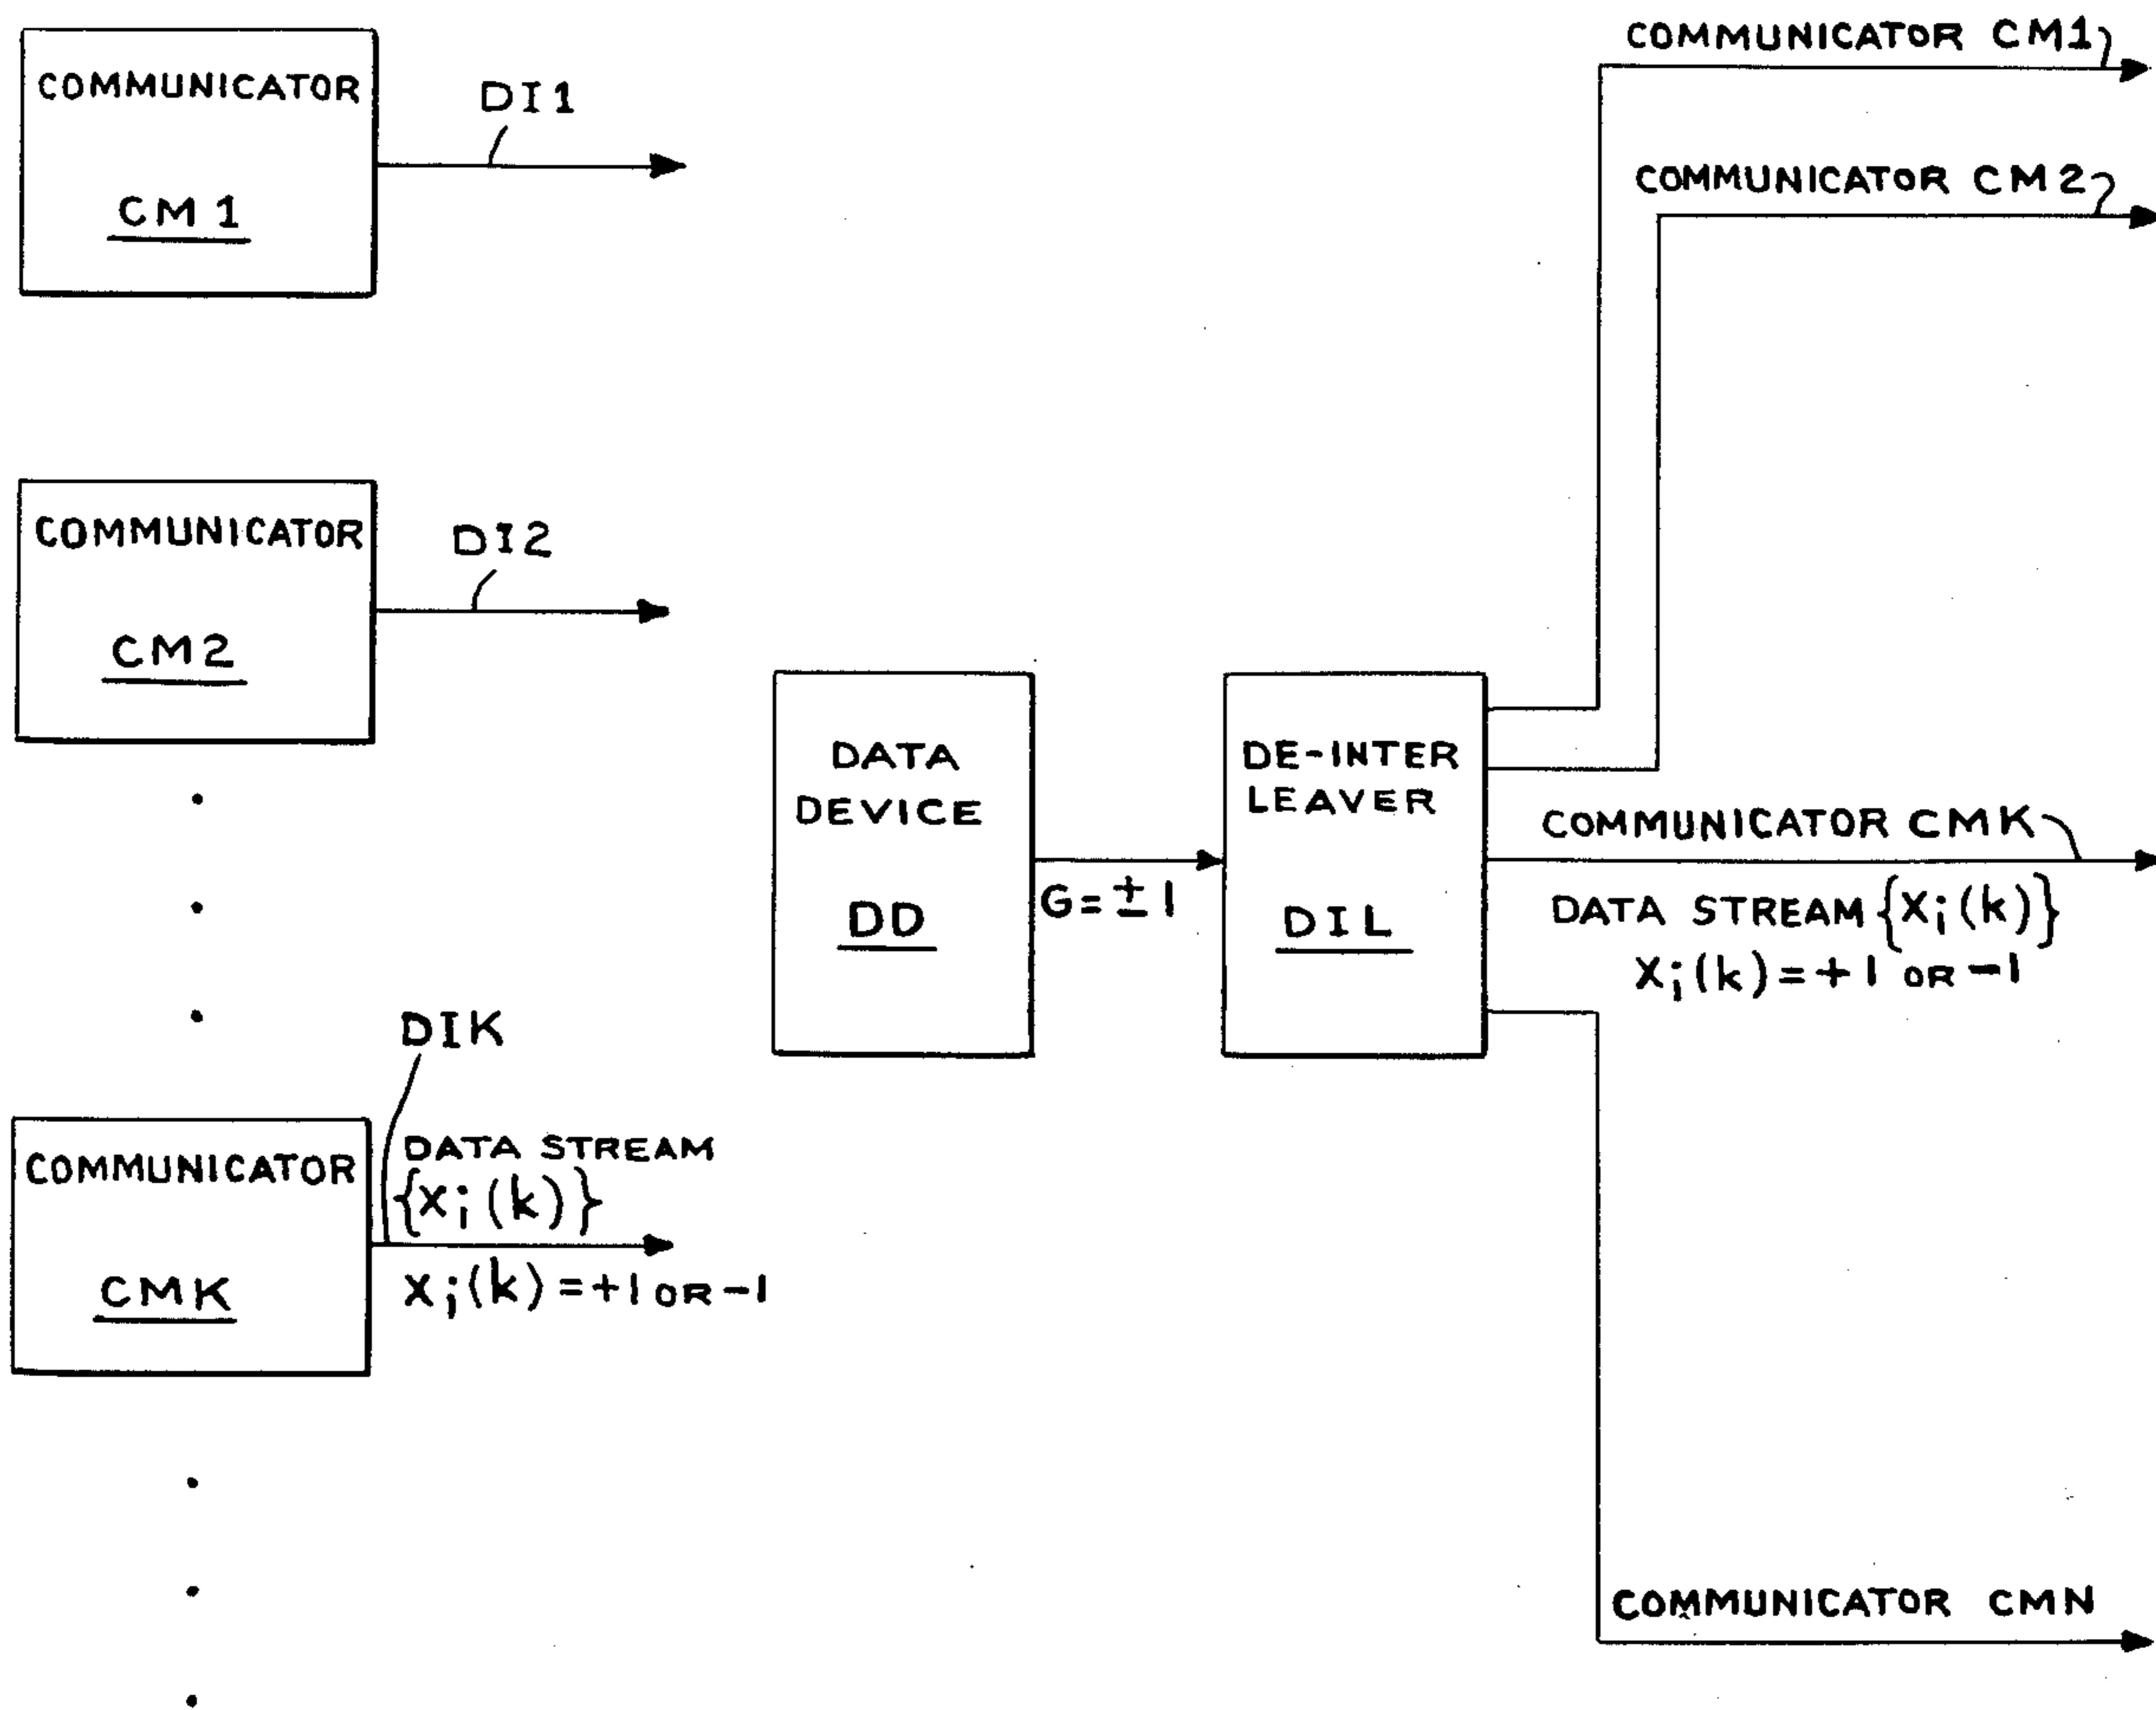 COMMUNICATOR
CM1
DI1
COMMUNICATOR
CM2
DI2
COMMUNICATOR
CMK
DIK
DATA STREAM
{Xi(k)}
Xi(k)=+1 OR -1
DATA
DEVICE
DD
G=±1
DE-INTER
LEAVER
DIL
COMMUNICATOR CM1
COMMUNICATOR CM2
COMMUNICATOR CMK
DATA STREAM {Xi(k)}
Xi(k)=+1 OR -1
COMMUNICATOR CMN